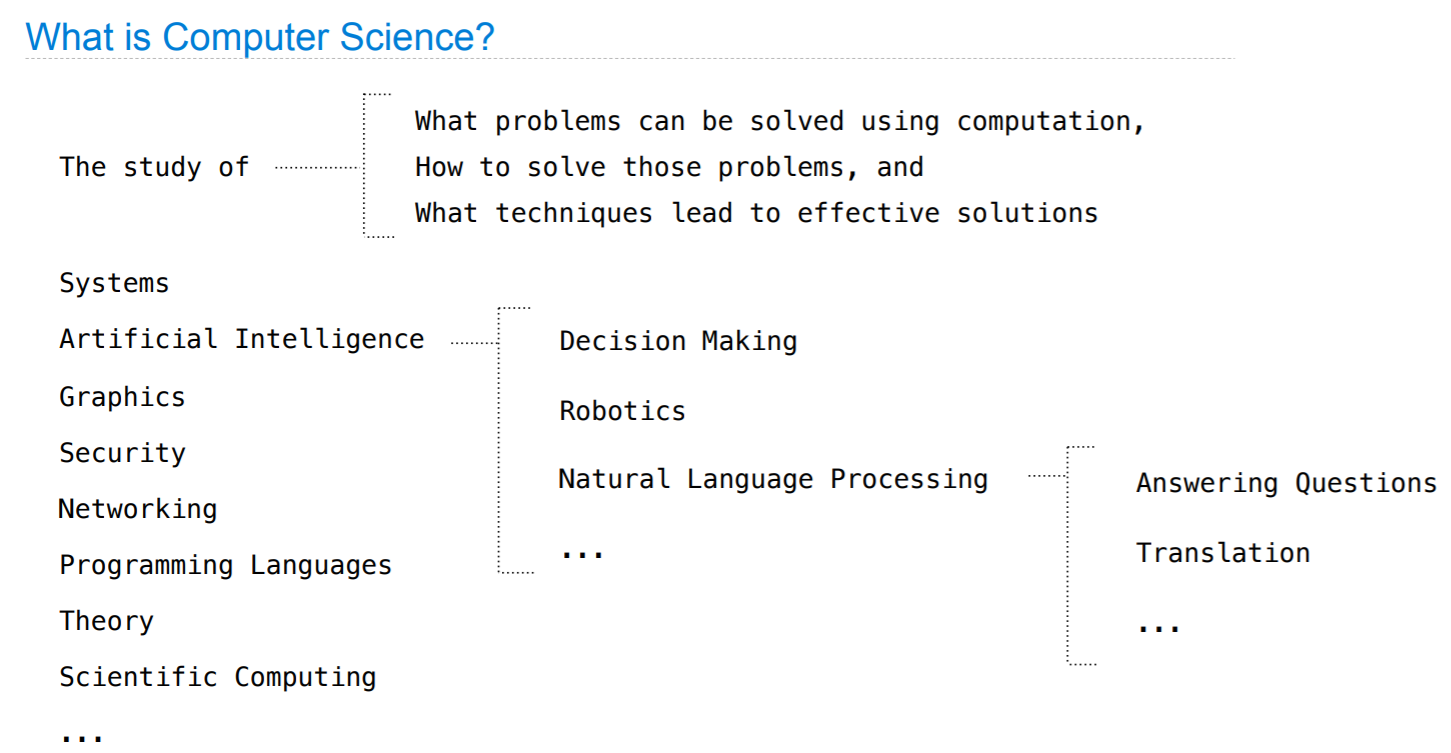 What is Computer Science?
The study of
What problems can be solved using computation,
How to solve those problems, and
What techniques lead to effective solutions
Systems
Artificial Intelligence
Graphics
Security
Networking
Programming Languages
Theory
Scientific Computing
...
Decision Making
Robotics
Natural Language Processing
...
Answering Questions
Translation
...